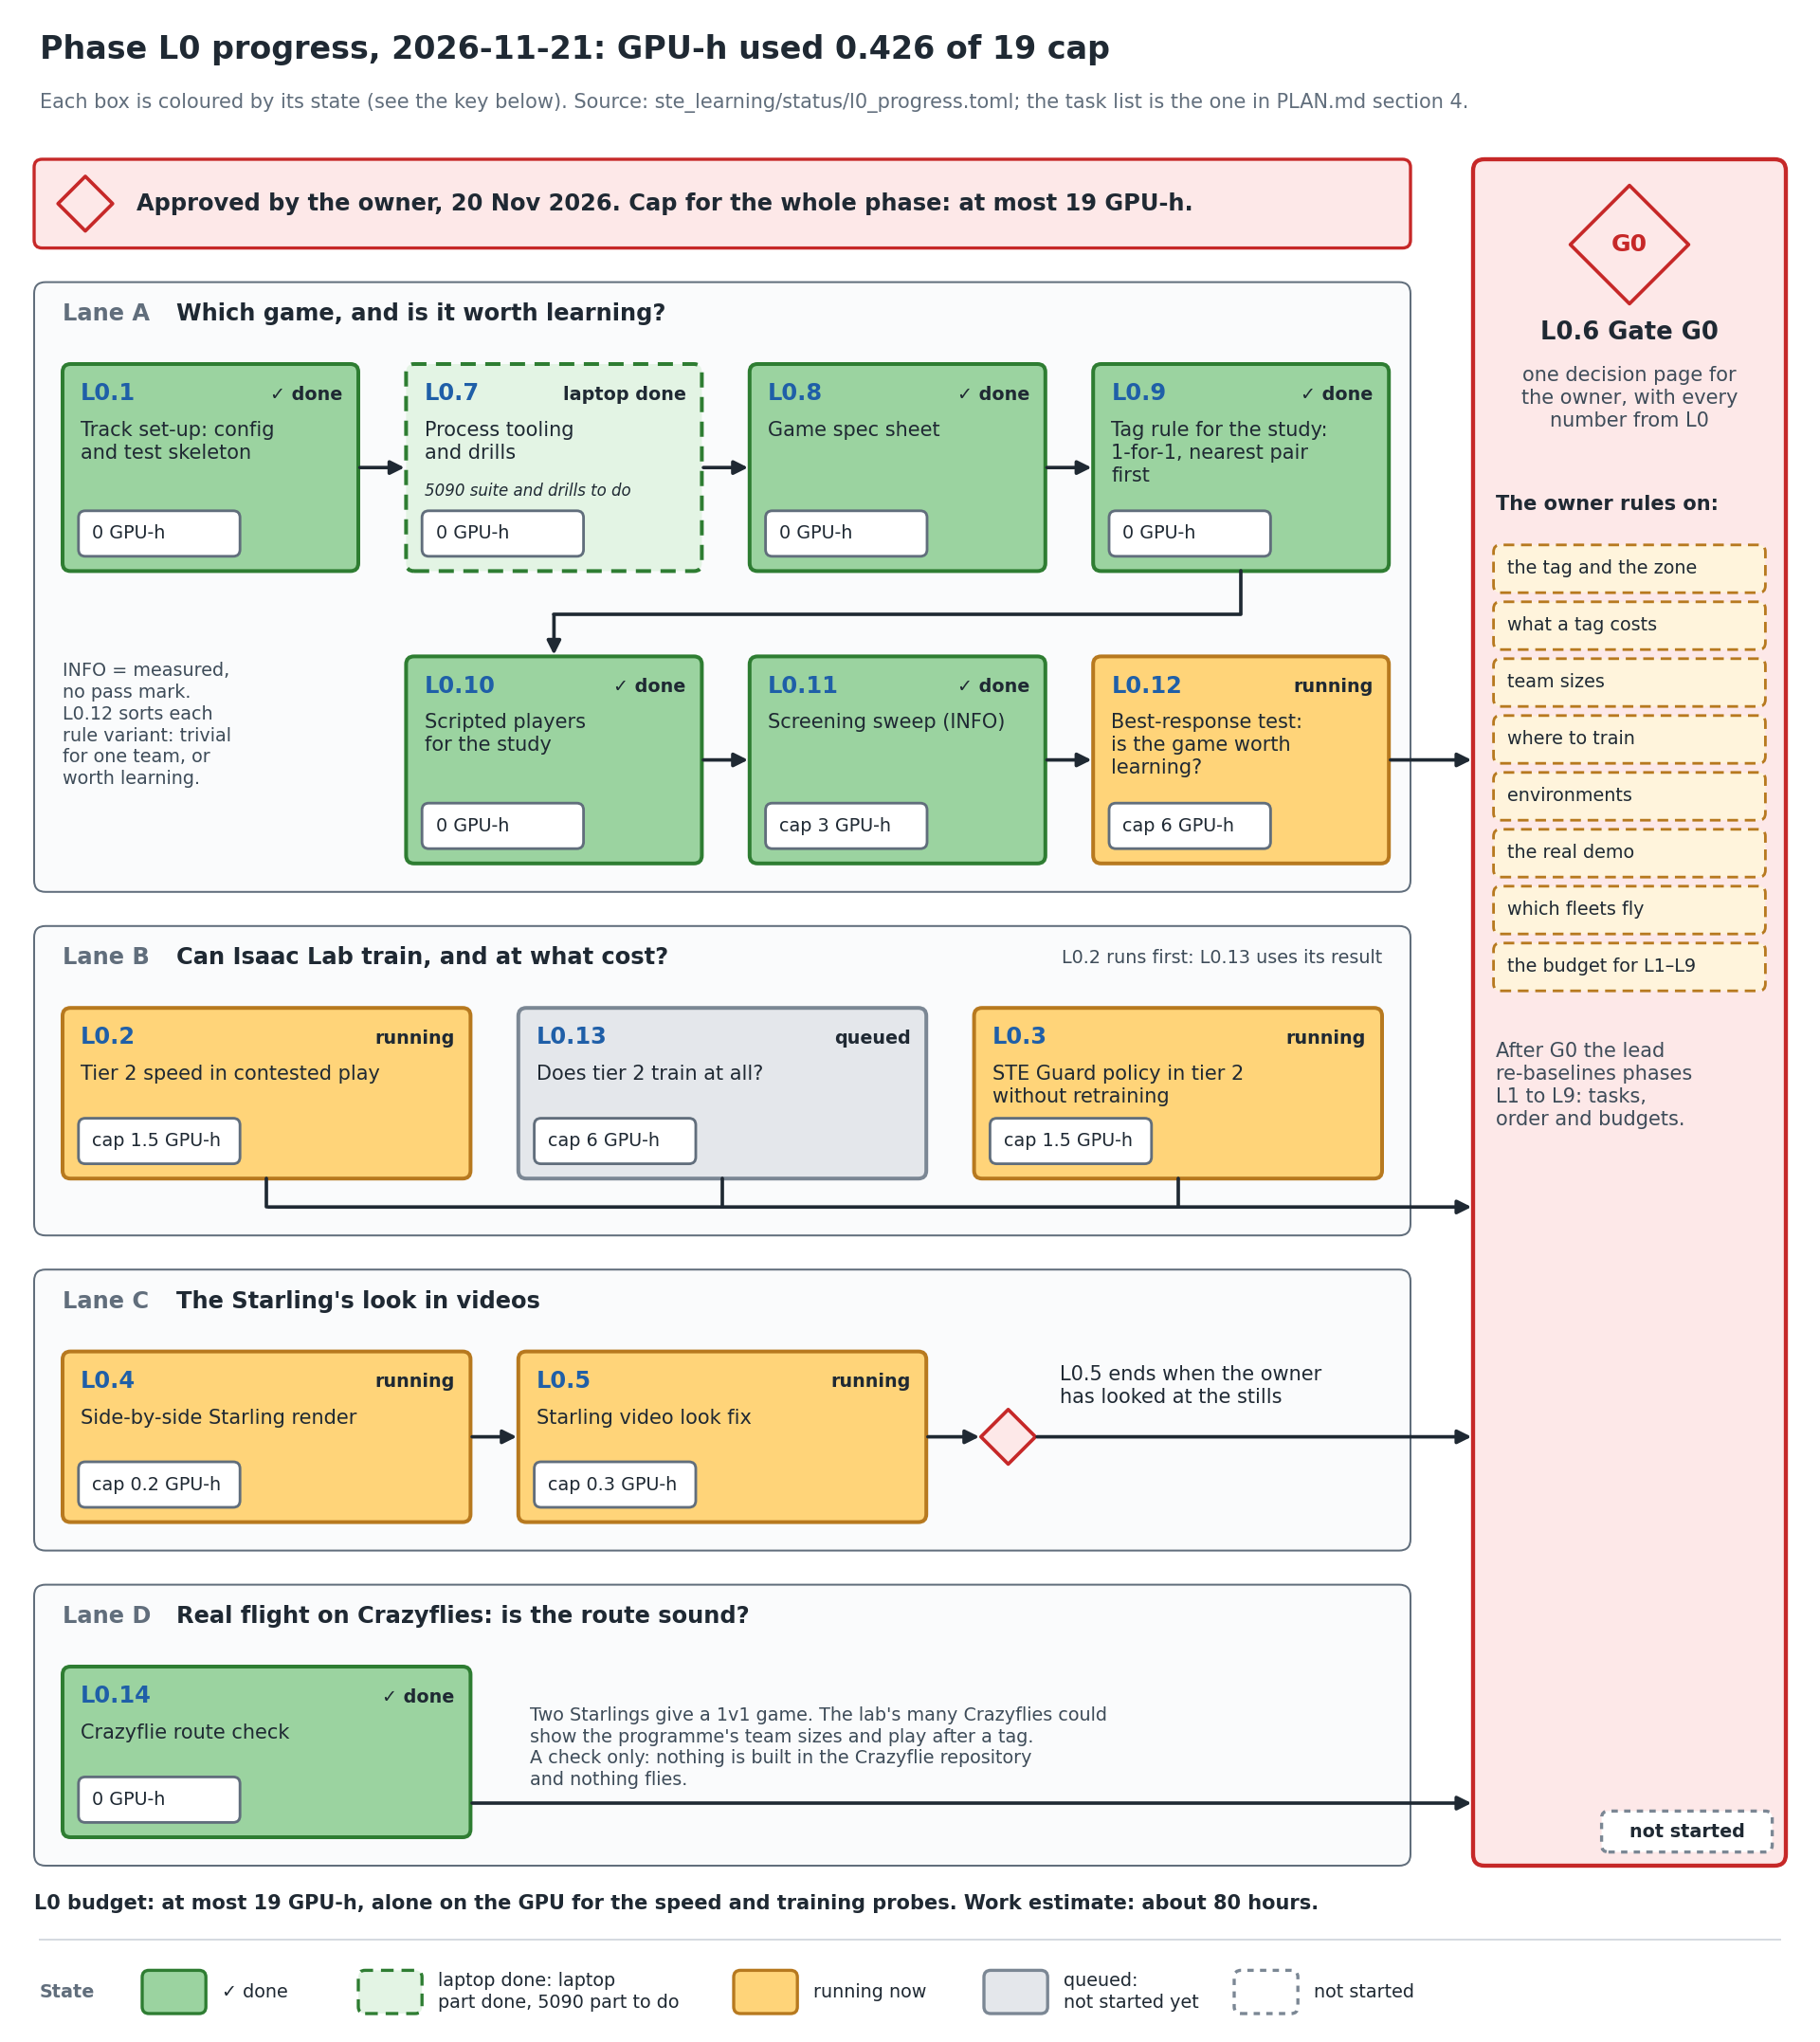 Phase L0 progress, 2026-11-21: GPU-h used 0.426 of 19 cap
Each box is coloured by its state (see the key below). Source: ste_learning/status/l0_progress.toml; the task list is the one in PLAN.md section 4.
Approved by the owner, 20 Nov 2026. Cap for the whole phase: at most 19 GPU-h.
Lane A Which game, and is it worth learning?
L0.1 ✓ done
Track set-up: config
and test skeleton
0 GPU-h
L0.7 laptop done
Process tooling
and drills
5090 suite and drills to do
0 GPU-h
L0.8 ✓ done
Game spec sheet
0 GPU-h
L0.9 ✓ done
Tag rule for the study:
1-for-1, nearest pair
first
0 GPU-h
INFO = measured,
no pass mark.
L0.12 sorts each
rule variant: trivial
for one team, or
worth learning.
L0.10 ✓ done
Scripted players
for the study
0 GPU-h
L0.11 ✓ done
Screening sweep (INFO)
cap 3 GPU-h
L0.12 running
Best-response test:
is the game worth
learning?
cap 6 GPU-h
Lane B Can Isaac Lab train, and at what cost?
L0.2 runs first: L0.13 uses its result
L0.2 running
Tier 2 speed in contested play
cap 1.5 GPU-h
L0.13 queued
Does tier 2 train at all?
cap 6 GPU-h
L0.3 running
STE Guard policy in tier 2
without retraining
cap 1.5 GPU-h
Lane C The Starling's look in videos
L0.4 running
Side-by-side Starling render
cap 0.2 GPU-h
L0.5 running
Starling video look fix
cap 0.3 GPU-h
L0.5 ends when the owner
has looked at the stills
Lane D Real flight on Crazyflies: is the route sound?
L0.14 ✓ done
Crazyflie route check
0 GPU-h
Two Starlings give a 1v1 game. The lab's many Crazyflies could
show the programme's team sizes and play after a tag.
A check only: nothing is built in the Crazyflie repository
and nothing flies.
G0
L0.6 Gate G0
one decision page for
the owner, with every
number from L0
The owner rules on:
the tag and the zone
what a tag costs
team sizes
where to train
environments
the real demo
which fleets fly
the budget for L1–L9
After G0 the lead
re-baselines phases
L1 to L9: tasks,
order and budgets.
not started
L0 budget: at most 19 GPU-h, alone on the GPU for the speed and training probes. Work estimate: about 80 hours.
State
✓ done
laptop done: laptop
part done, 5090 part to do
running now
queued:
not started yet
not started